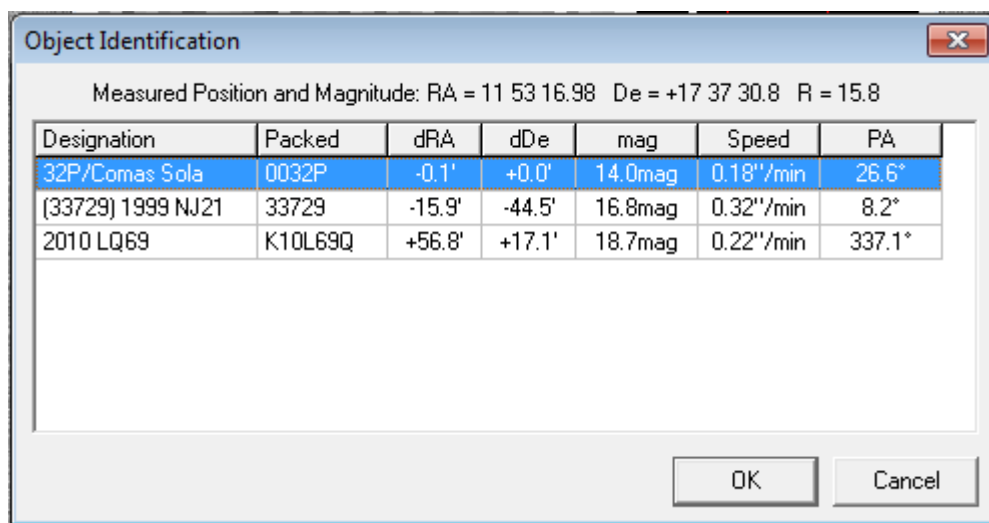 Object Identification
Measured Position and Magnitude: RA = 11 53 16.98 De = +17 37 30.8 R = 15.8
Designation Packed dRA dDe mag Speed PA
32P/Comas Sola 0032P -0.1' +0.0' 14.0mag 0.18"/min 26.6°
(33729) 1999 NJ21 33729 -15.9' -44.5' 16.8mag 0.32"/min 8.2°
2010 LQ69 K10L69Q +56.8' +17.1' 18.7mag 0.22"/min 337.1°
OK Cancel